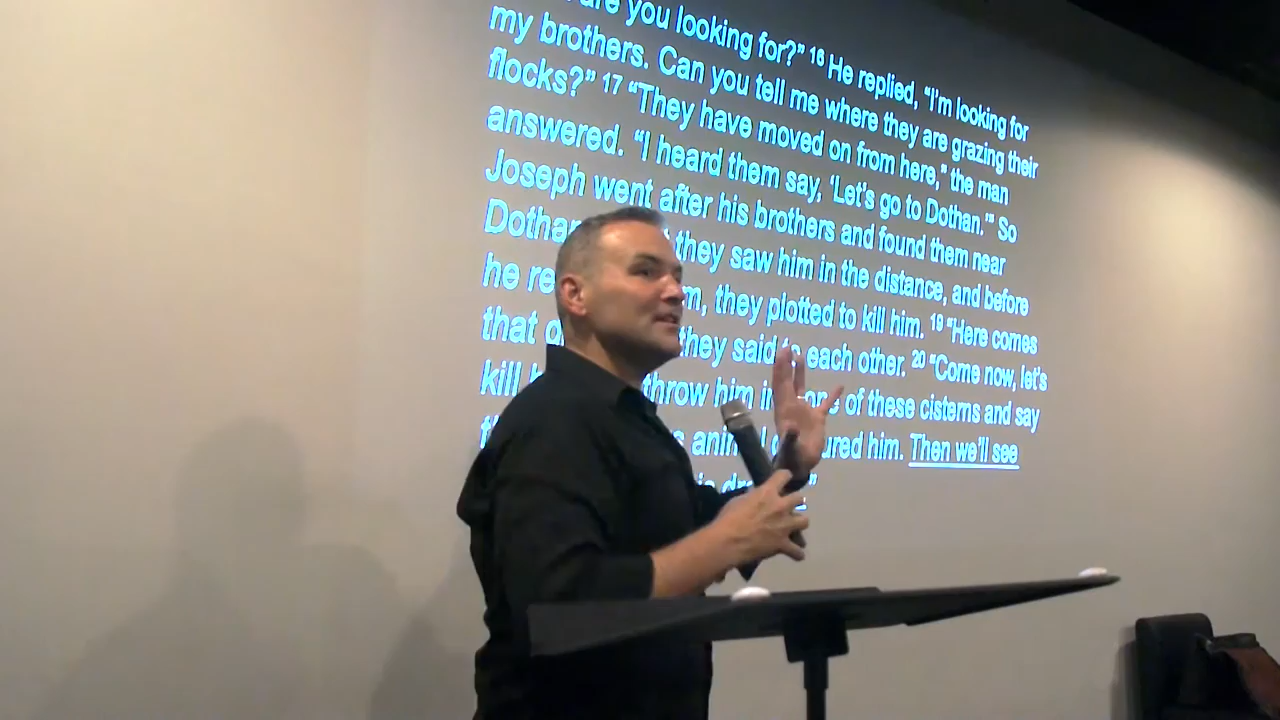 are you looking for?” 16 He replied, “I’m looking for
my brothers. Can you tell me where they are grazing their
flocks?” 17 “They have moved on from here,” the man
answered. “I heard them say, ‘Let’s go to Dothan.’” So
Joseph went after his brothers and found them near
they saw him in the distance, and before
he they plotted to kill him. 19 “Here comes
that they said to each other. 20 “Come now, let’s
kill throw him into one of these cisterns and say
him. Then we’ll see